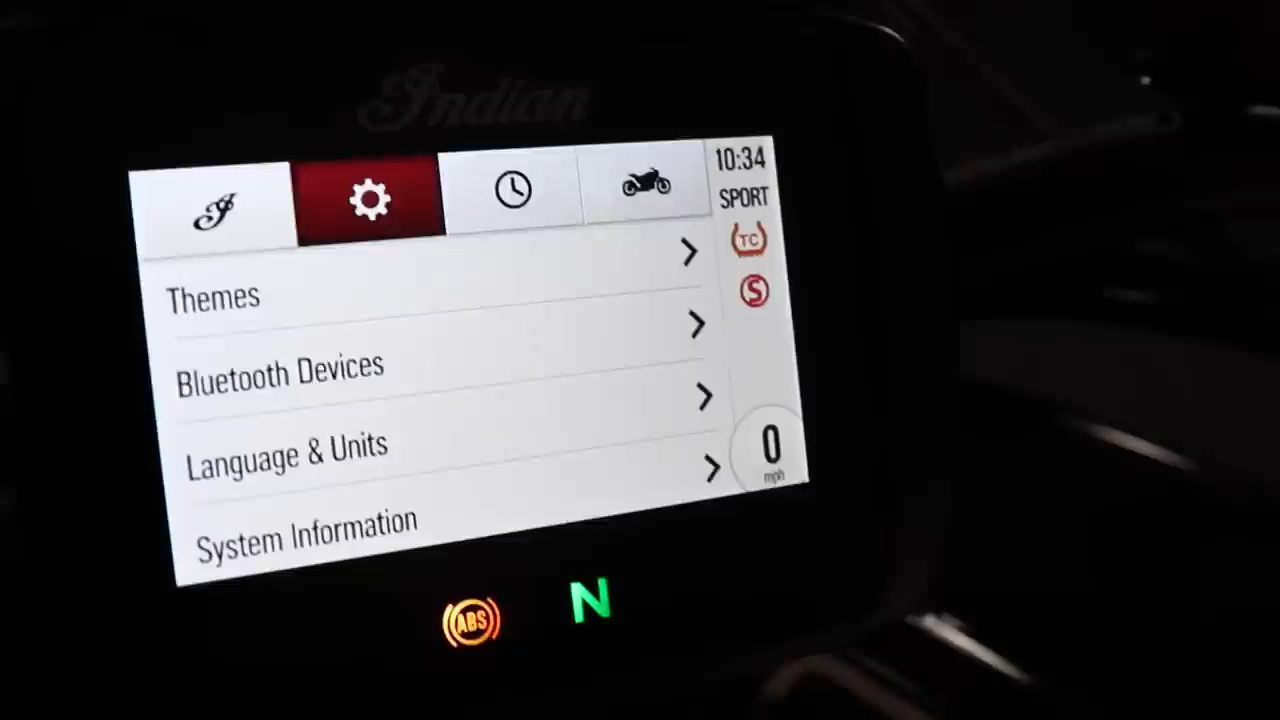 Indian
10:34
SPORT
TC
S
Themes
Bluetooth Devices
Language & Units
System Information
0
mph
ABS
N